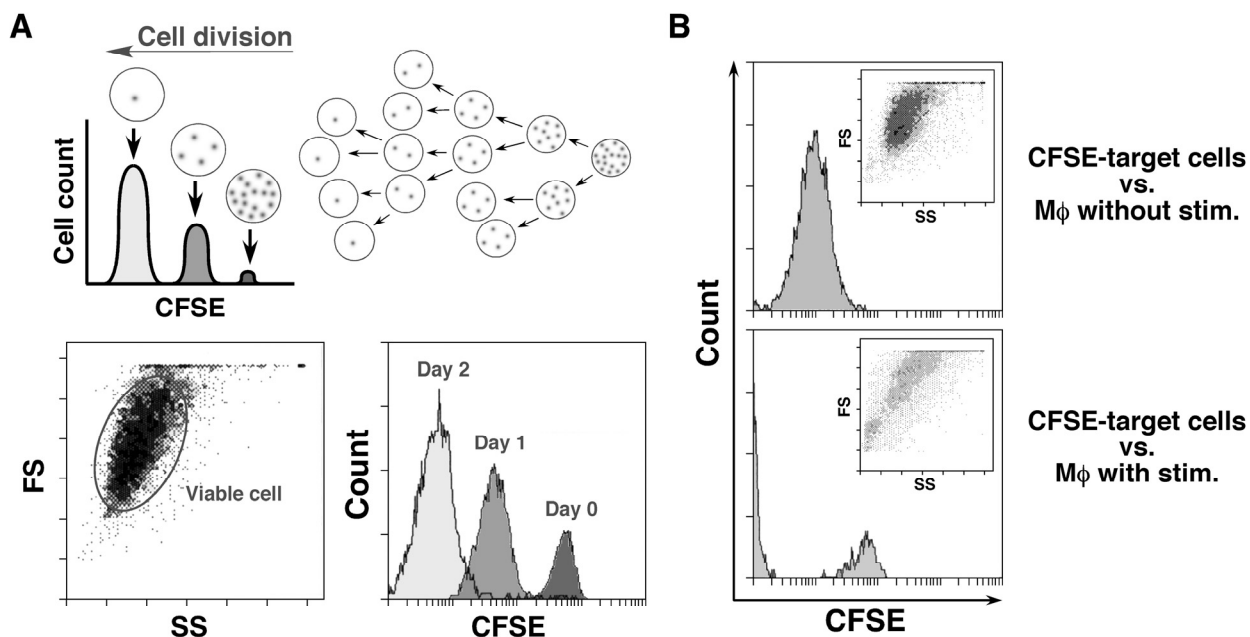 A
Cell division
Cell count
CFSE
FS
Viable cell
SS
Count
Day 2
Day 1
Day 0
CFSE
B
Count
FS
SS
CFSE-target cells
vs.
Mϕ without stim.
FS
SS
CFSE-target cells
vs.
Mϕ with stim.
CFSE